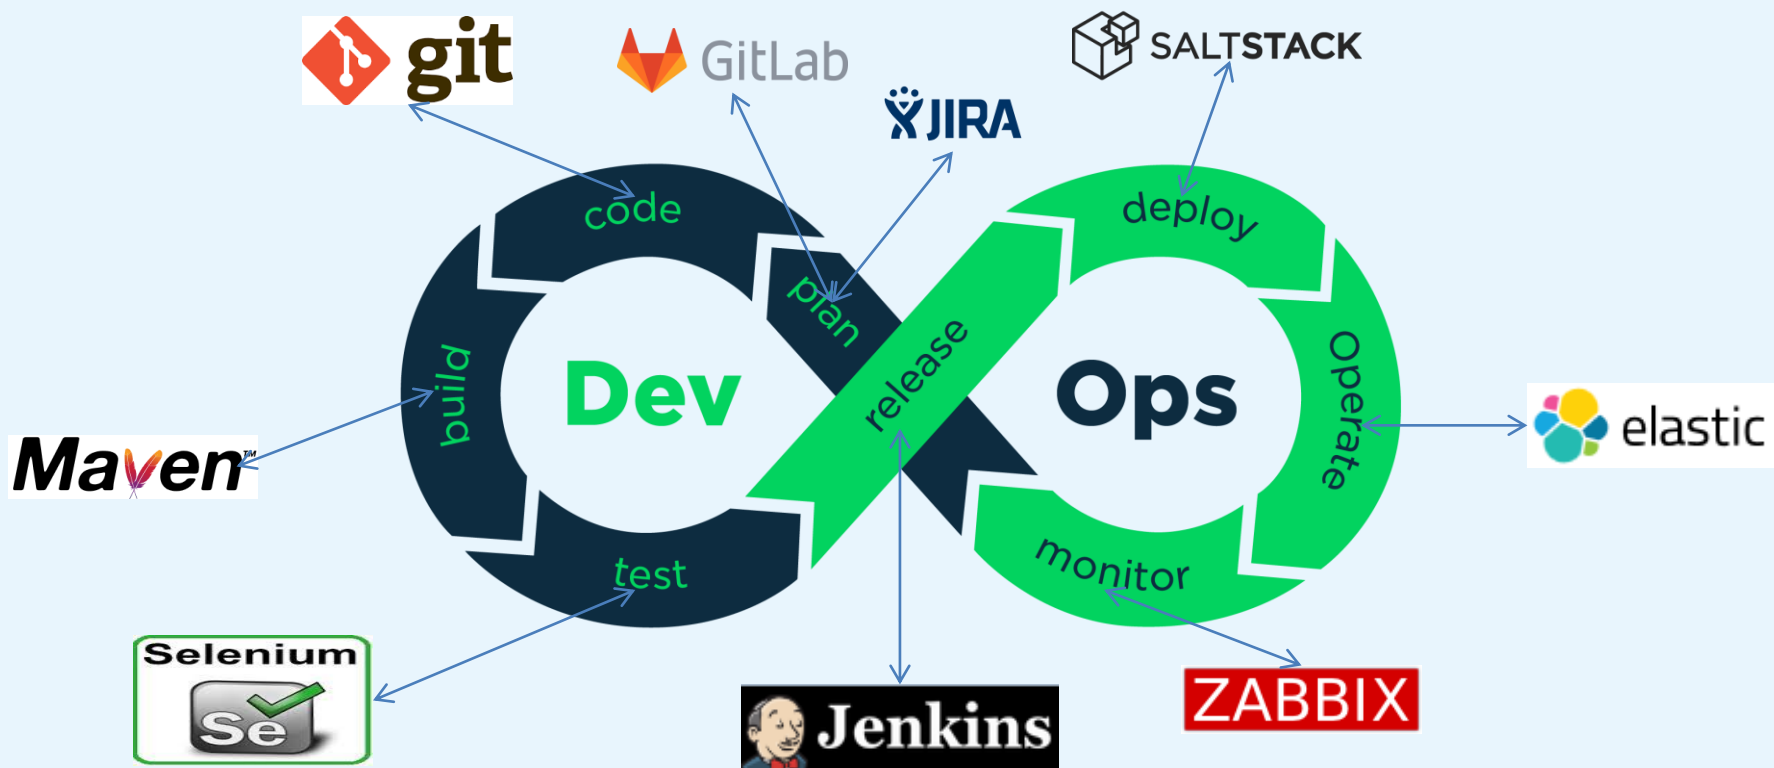 git
GitLab
SALTSTACK
JIRA
code
plan
deploy
build
release
Operate
Dev
Ops
Maven™
elastic
test
monitor
Selenium
Se
Jenkins
ZABBIX